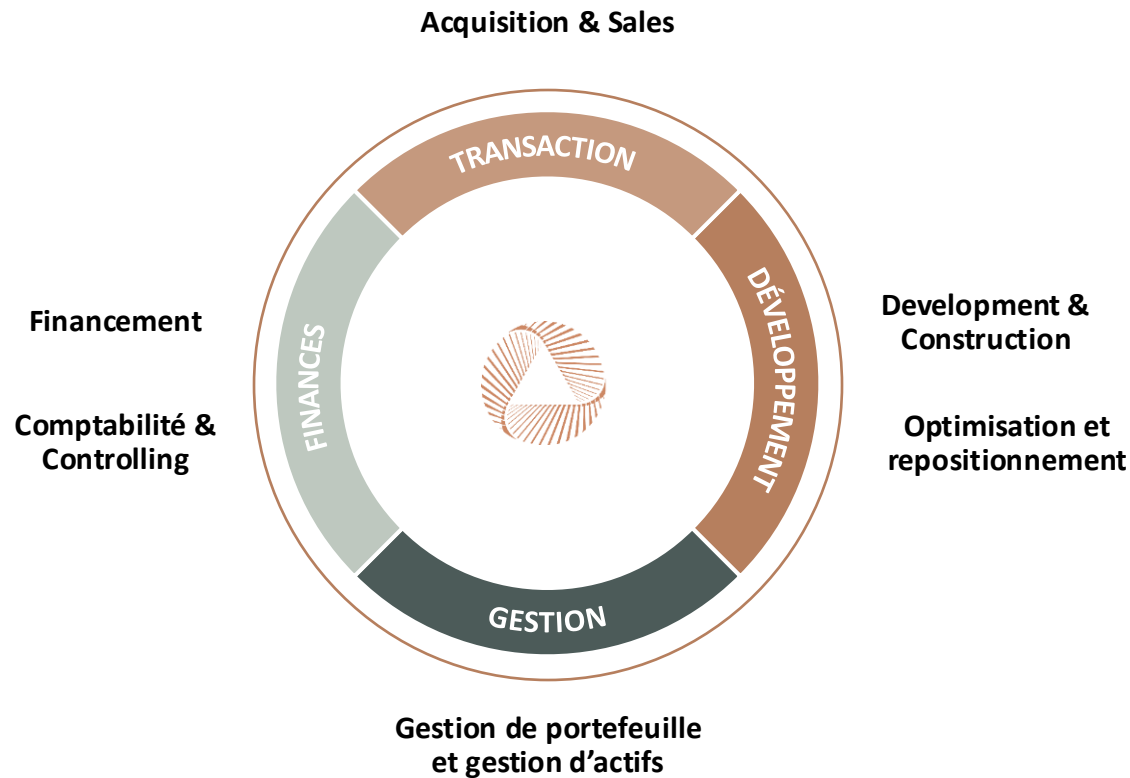 Acquisition & Sales
TRANSACTION
DÉVELOPPEMENT
Development &
Construction
Optimisation et
repositionnement
GESTION
Gestion de portefeuille
et gestion d’actifs
FINANCES
Financement
Comptabilité &
Controlling